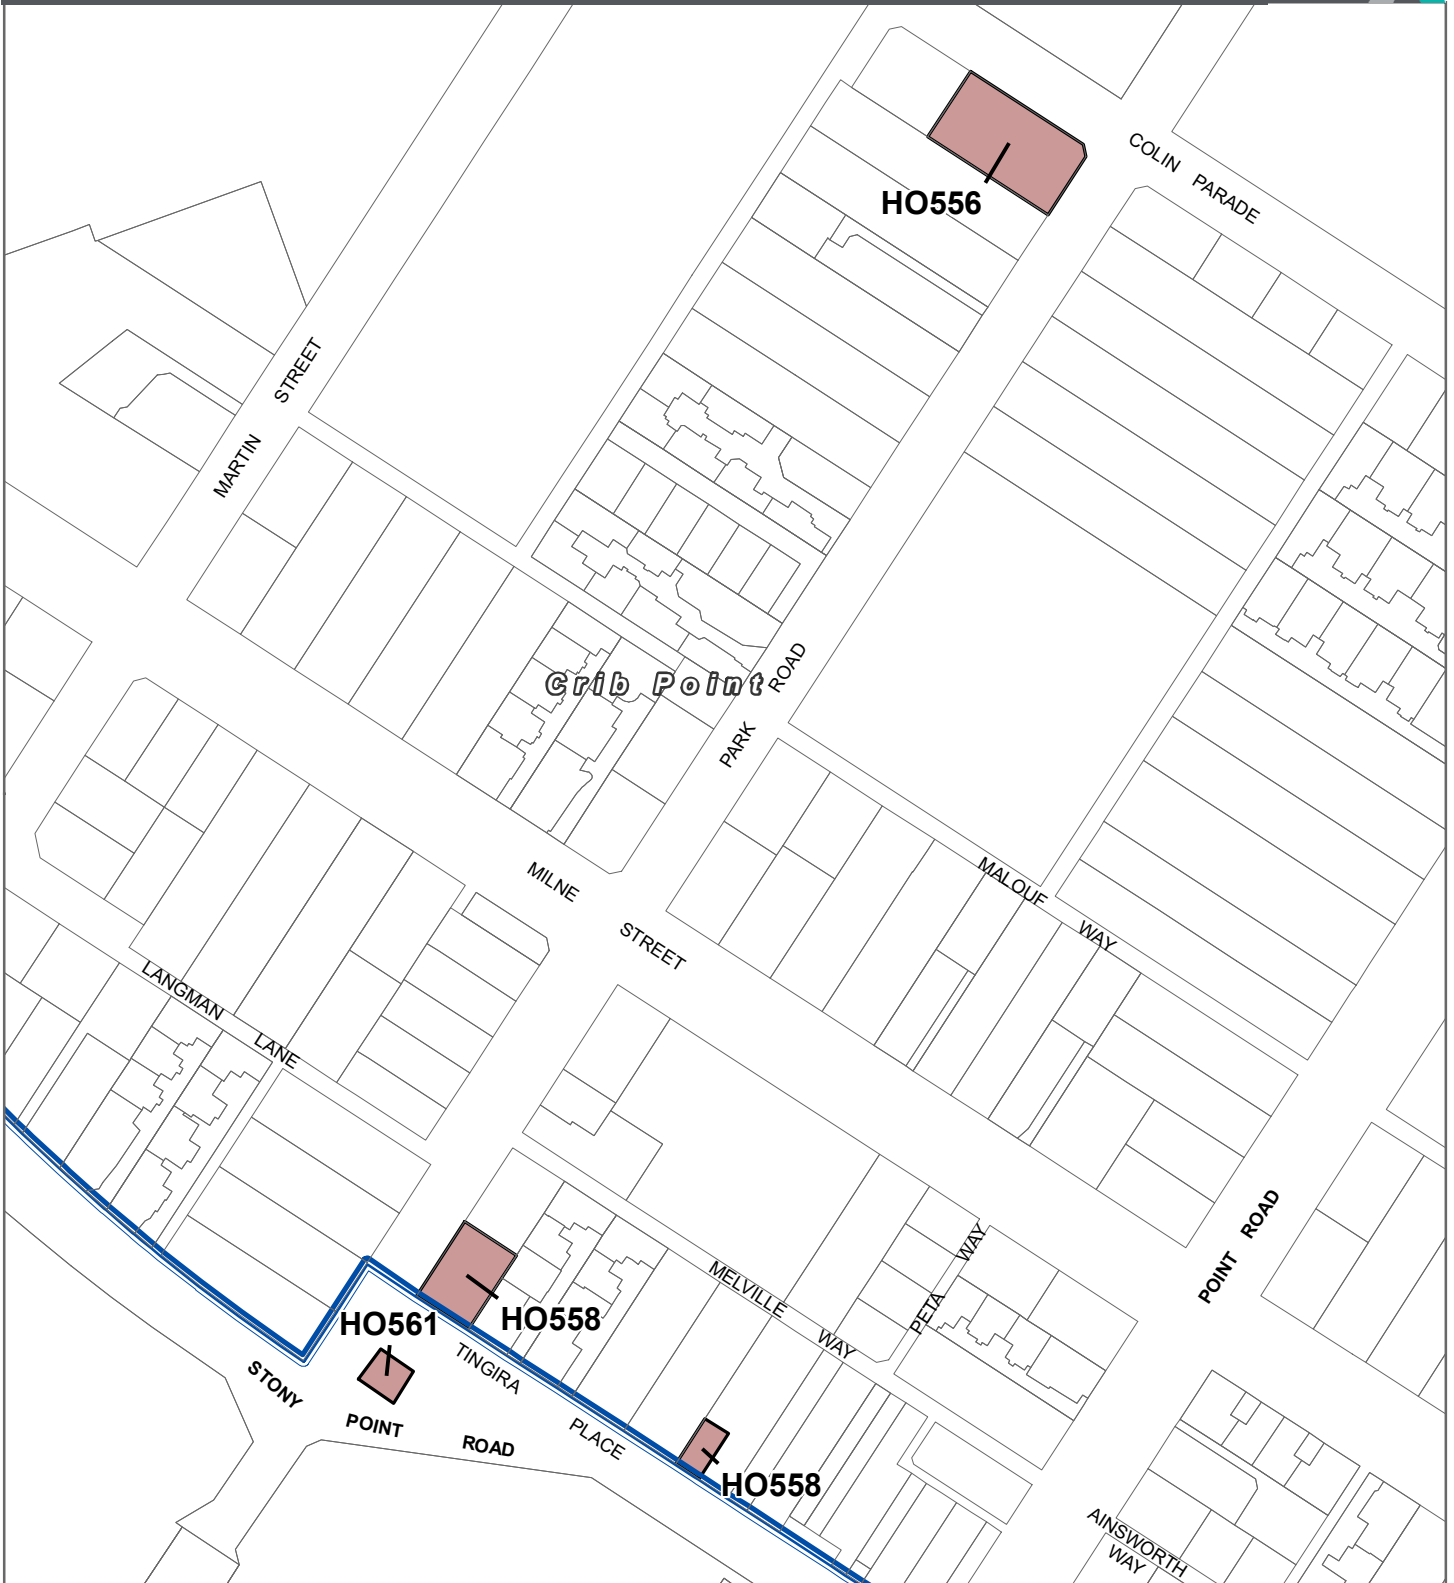 COLIN PARADE
HO556
MARTIN STREET
Crib Point
PARK ROAD
MILNE STREET
MALOUF WAY
LANGMAN LANE
POINT ROAD
PETA WAY
MELVILLE WAY
HO558
HO561
TINGIRA PLACE
STONY POINT ROAD
HO558
AINSWORTH WAY